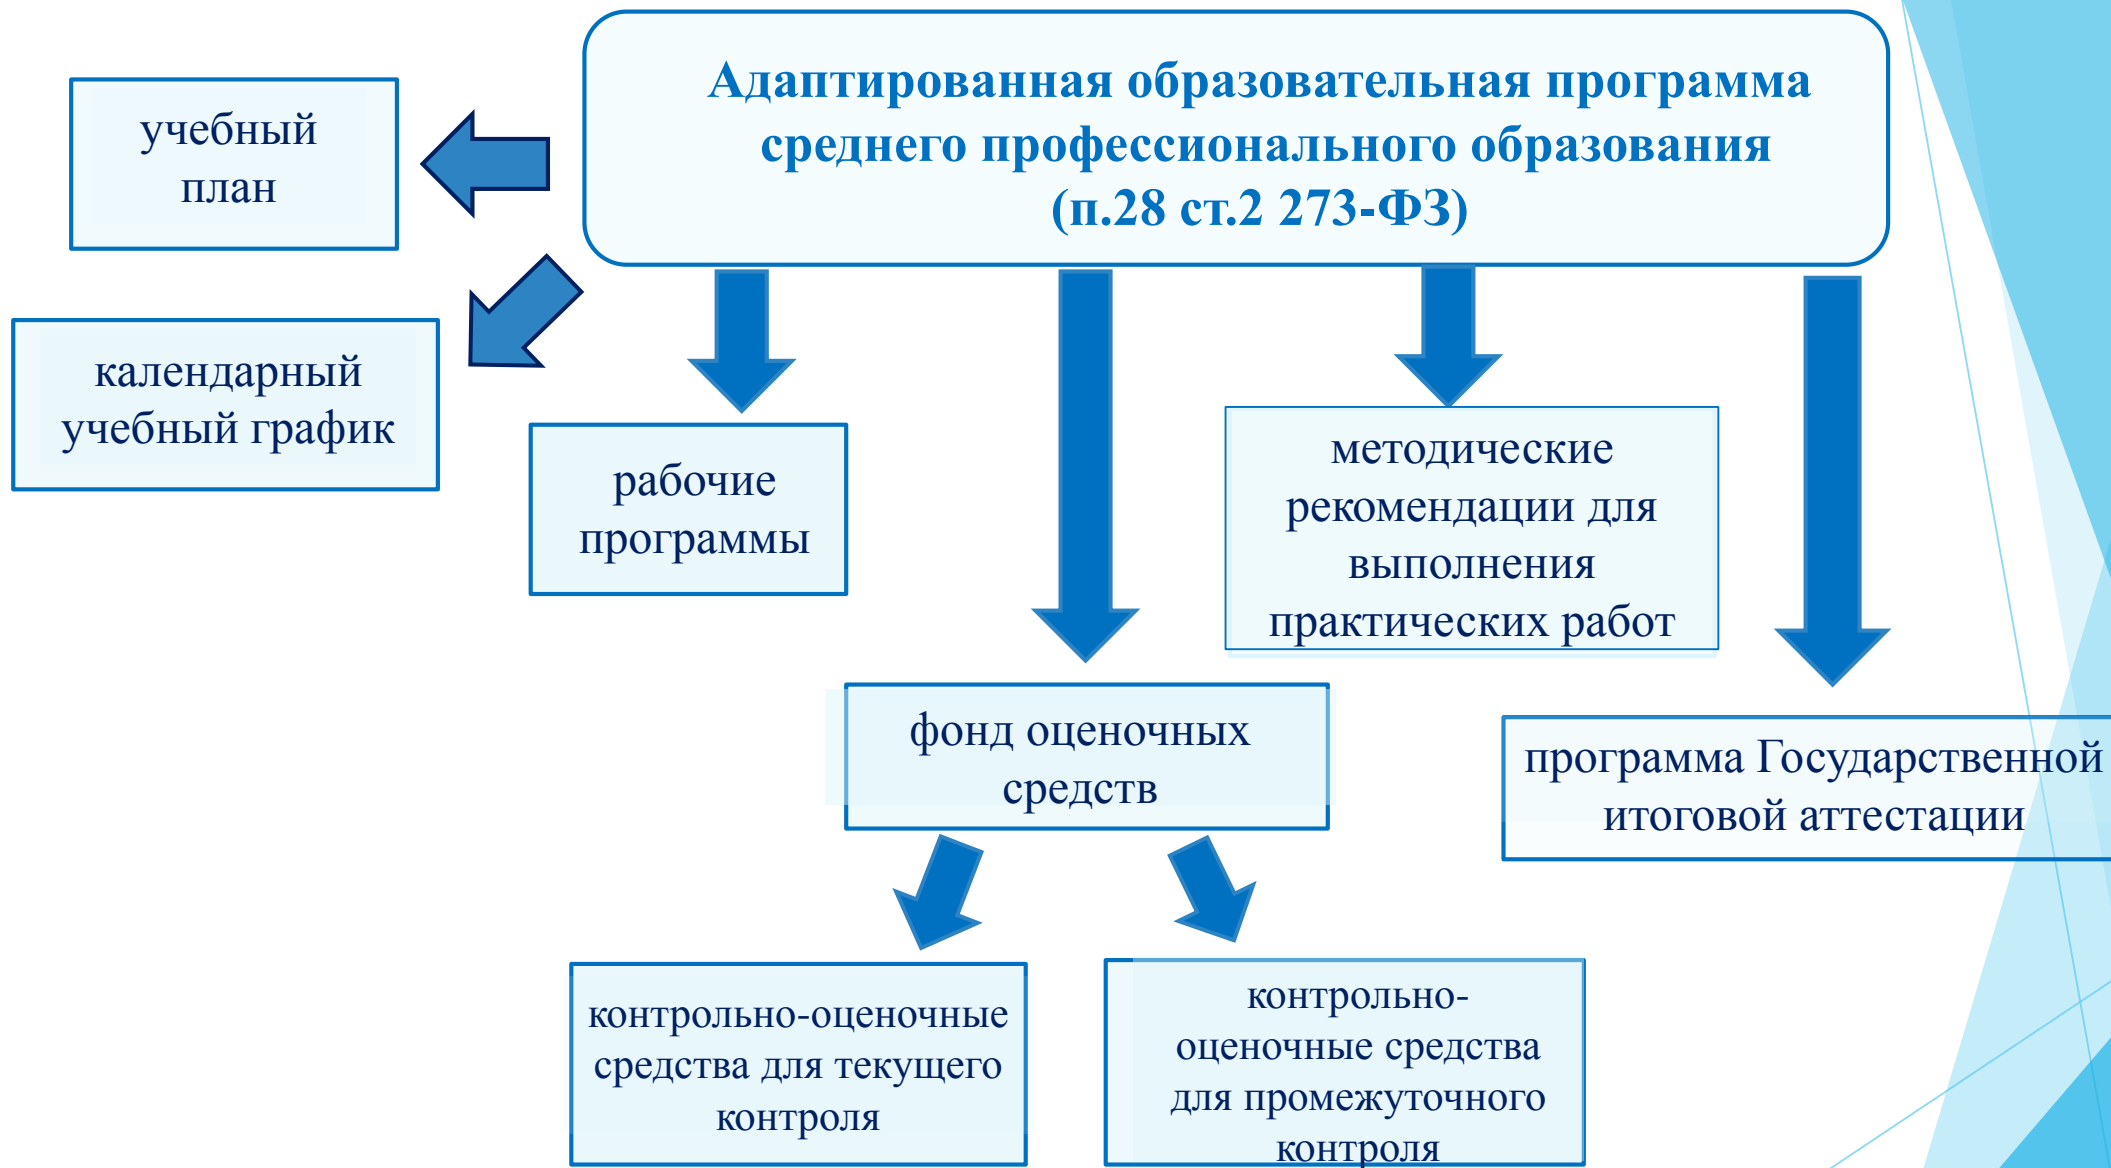 Адаптированная образовательная программа
среднего профессионального образования
(п.28 ст.2 273-ФЗ)
учебный
план
календарный
учебный график
рабочие
программы
методические
рекомендации для
выполнения
практических работ
фонд оценочных
средств
программа Государственной
итоговой аттестации
контрольно-оценочные
средства для текущего
контроля
контрольно-
оценочные средства
для промежуточного
контроля